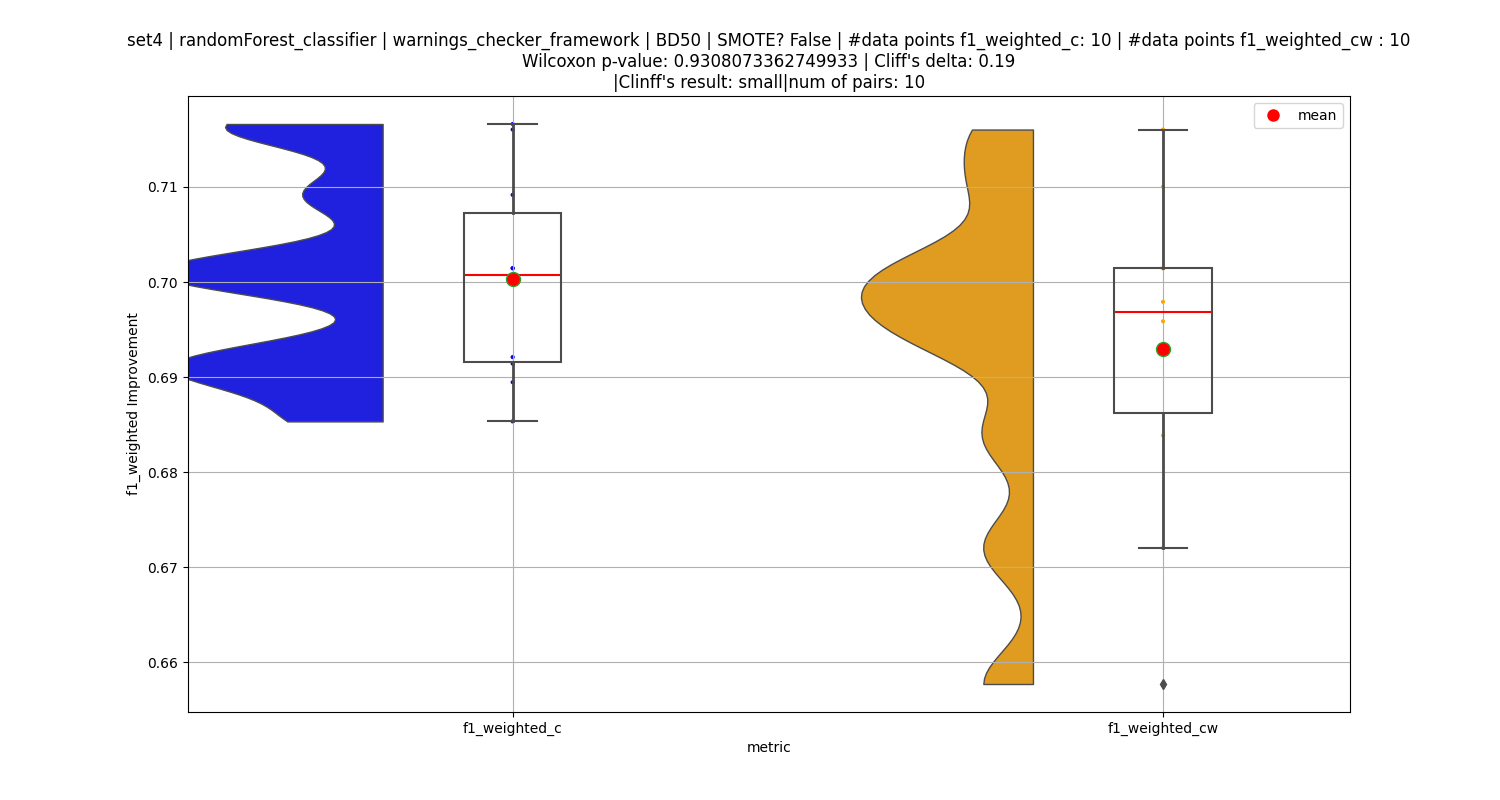 set4 | randomForest_classifier | warnings_checker_framework | BD50 | SMOTE? False | #data points f1_weighted_c: 10 | #data points f1_weighted_cw : 10
Wilcoxon p-value: 0.9308073362749933 | Cliff's delta: 0.19
|Clinff's result: small|num of pairs: 10
mean
0.71
0.70
0.69
0.68
0.67
0.66
f1_weighted Improvement
f1_weighted_c
f1_weighted_cw
metric